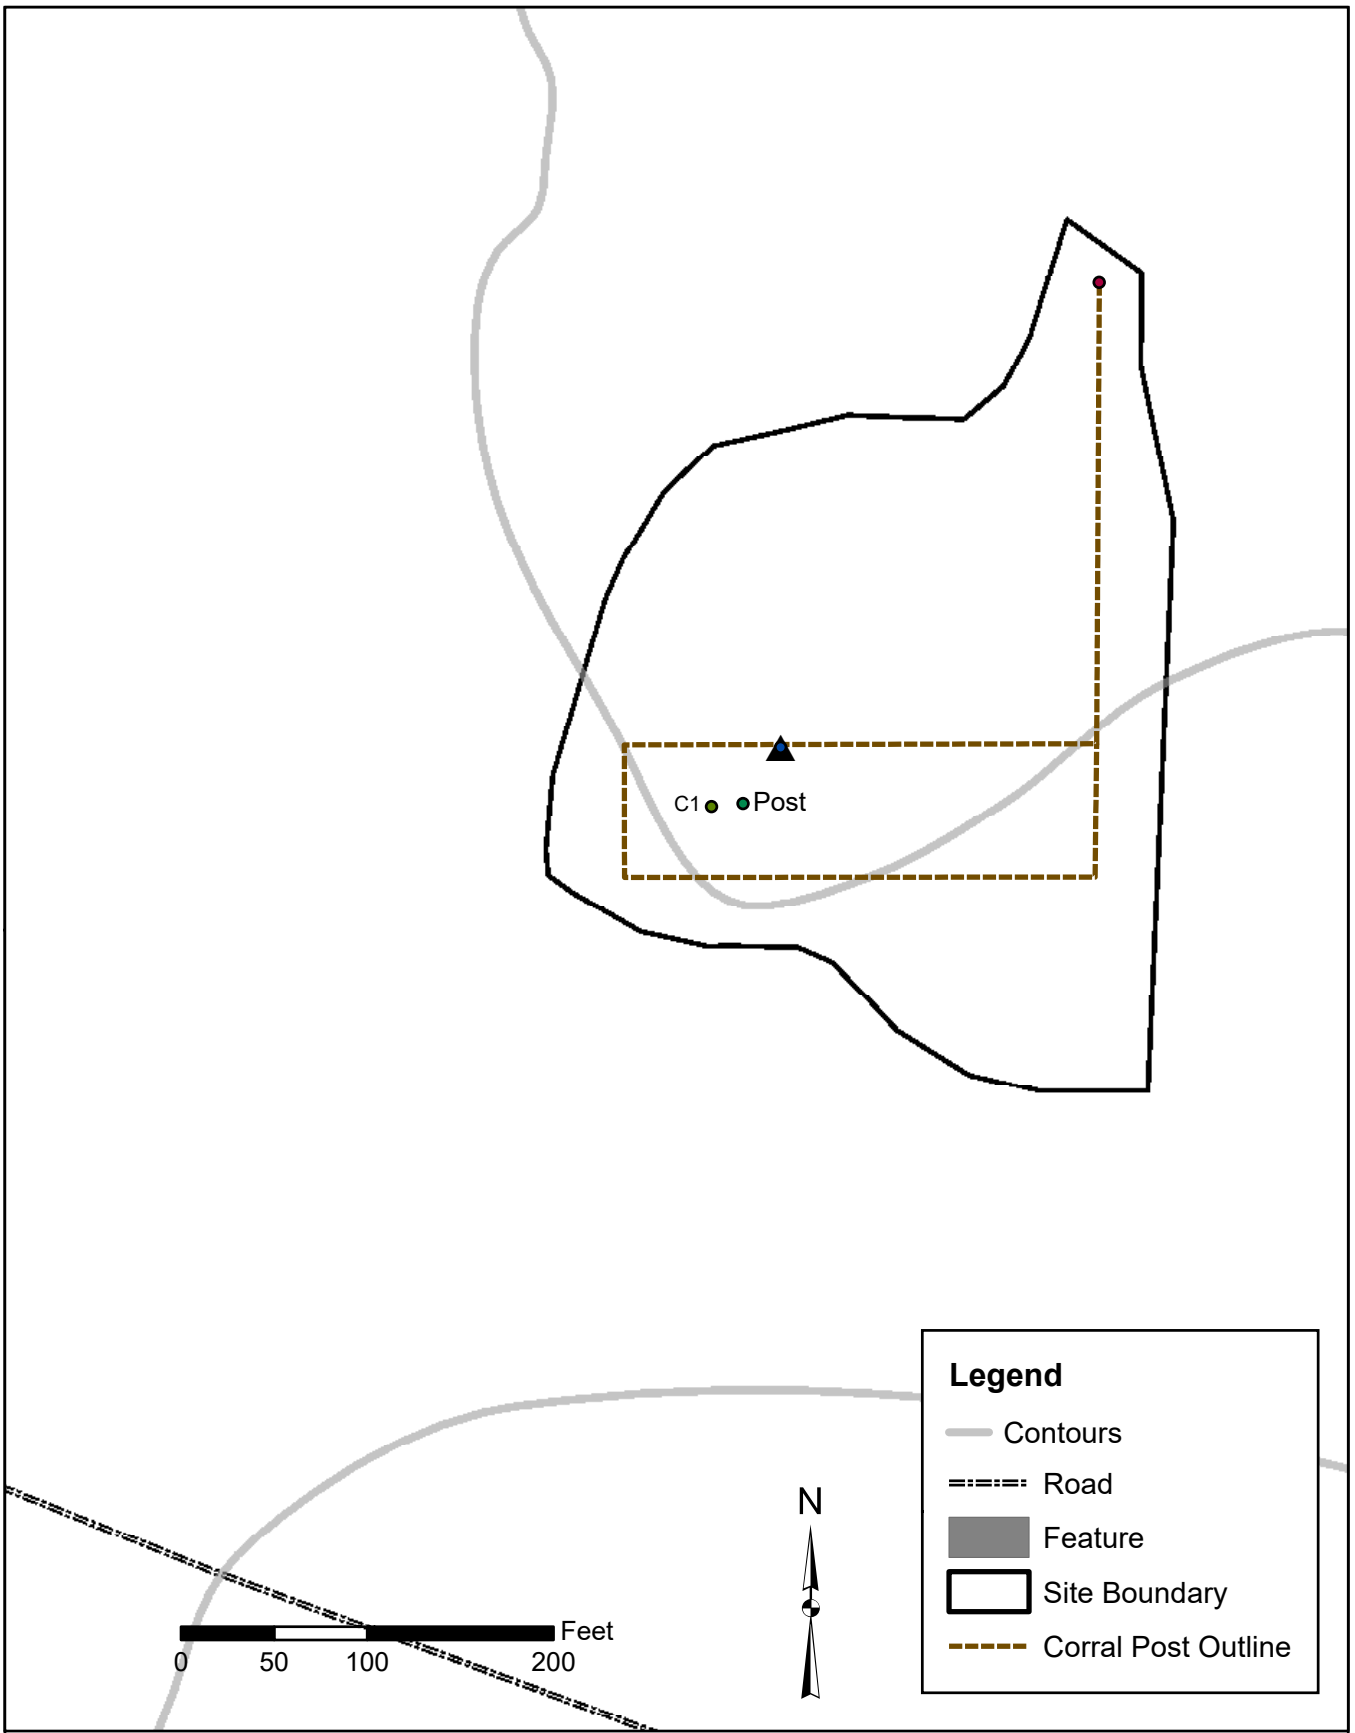 C1
Post
Legend
Contours
Road
Feature
Site Boundary
Corral Post Outline
N
Feet
0 50 100 200